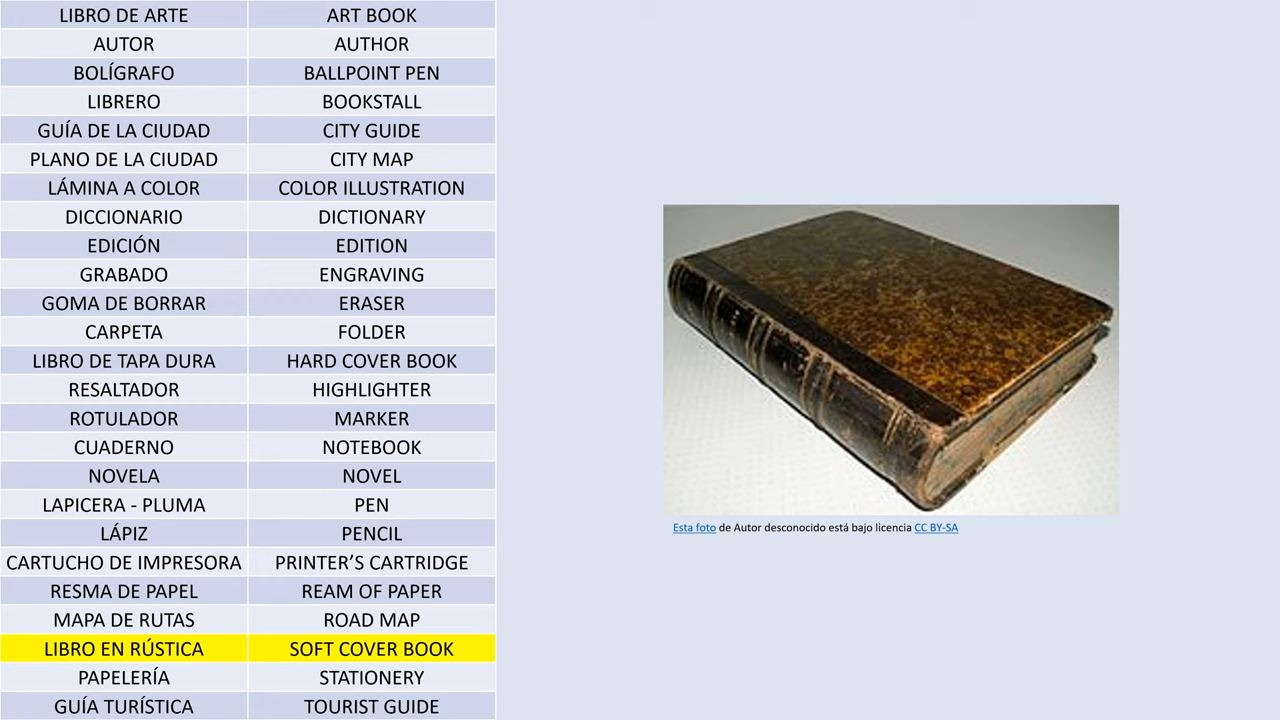 LIBRO DE ARTE ART BOOK
AUTOR AUTHOR
BOLÍGRAFO BALLPOINT PEN
LIBRERO BOOKSTALL
GUÍA DE LA CIUDAD CITY GUIDE
PLANO DE LA CIUDAD CITY MAP
LÁMINA A COLOR COLOR ILLUSTRATION
DICCIONARIO DICTIONARY
EDICIÓN EDITION
GRABADO ENGRAVING
GOMA DE BORRAR ERASER
CARPETA FOLDER
LIBRO DE TAPA DURA HARD COVER BOOK
RESALTADOR HIGHLIGHTER
ROTULADOR MARKER
CUADERNO NOTEBOOK
NOVELA NOVEL
LAPICERA - PLUMA PEN
LÁPIZ PENCIL
CARTUCHO DE IMPRESORA PRINTER’S CARTRIDGE
RESMA DE PAPEL REAM OF PAPER
MAPA DE RUTAS ROAD MAP
LIBRO EN RÚSTICA SOFT COVER BOOK
PAPELERÍA STATIONERY
GUÍA TURÍSTICA TOURIST GUIDE
Esta foto de Autor desconocido está bajo licencia CC BY-SA